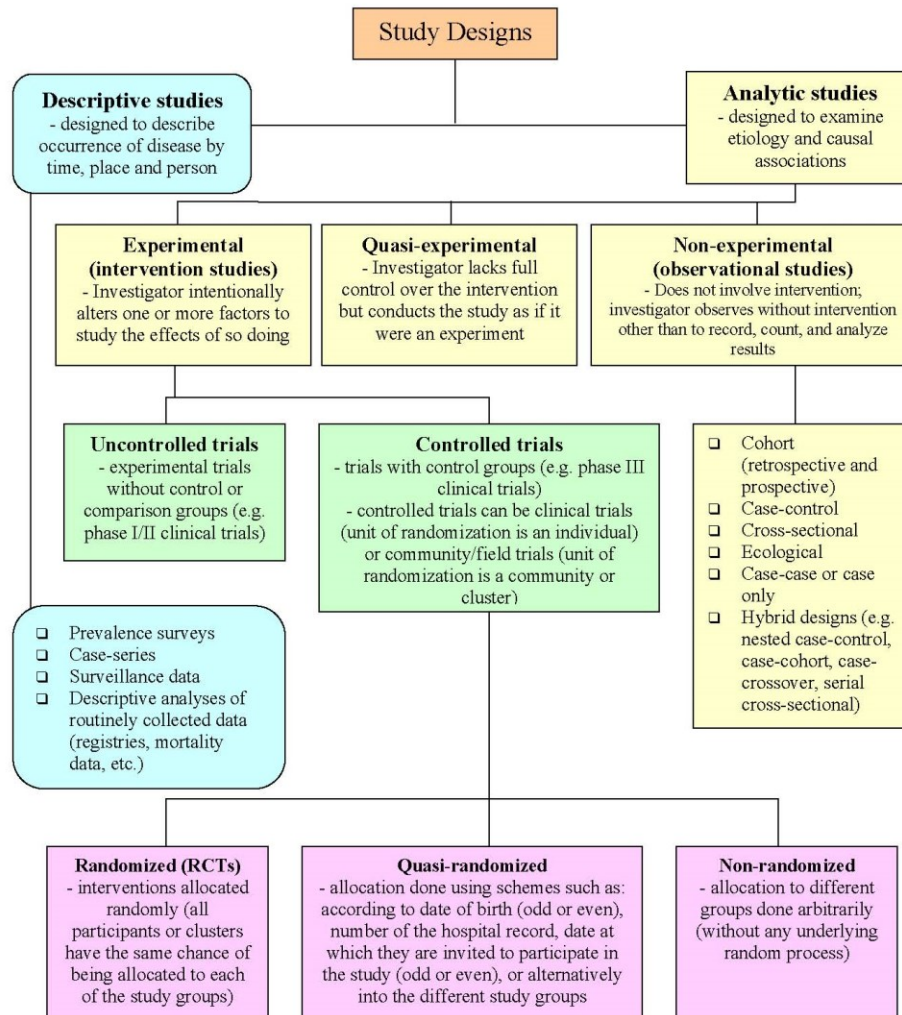 Study Designs
Descriptive studies
- designed to describe
occurrence of disease by
time, place and person
Analytic studies
- designed to examine
etiology and causal
associations
Experimental
(intervention studies)
- Investigator intentionally
alters one or more factors to
study the effects of so doing
Quasi-experimental
- Investigator lacks full
control over the intervention
but conducts the study as if it
were an experiment
Non-experimental
(observational studies)
- Does not involve intervention;
investigator observes without intervention
other than to record, count, and analyze
results
Uncontrolled trials
- experimental trials
without control or
comparison groups (e.g.
phase I/II clinical trials)
Controlled trials
- trials with control groups (e.g. phase III
clinical trials)
- controlled trials can be clinical trials
(unit of randomization is an individual)
or community/field trials (unit of
randomization is a community or
cluster)
❑ Cohort
(retrospective and
prospective)
❑ Case-control
❑ Cross-sectional
❑ Ecological
❑ Case-case or case
only
❑ Hybrid designs (e.g.
nested case-control,
case-cohort, case-
crossover, serial
cross-sectional)
❑ Prevalence surveys
❑ Case-series
❑ Surveillance data
❑ Descriptive analyses of
routinely collected data
(registries, mortality
data, etc.)
Randomized (RCTs)
- interventions allocated
randomly (all
participants or clusters
have the same chance of
being allocated to each
of the study groups)
Quasi-randomized
- allocation done using schemes such as:
according to date of birth (odd or even),
number of the hospital record, date at
which they are invited to participate in
the study (odd or even), or alternatively
into the different study groups
Non-randomized
- allocation to different
groups done arbitrarily
(without any underlying
random process)